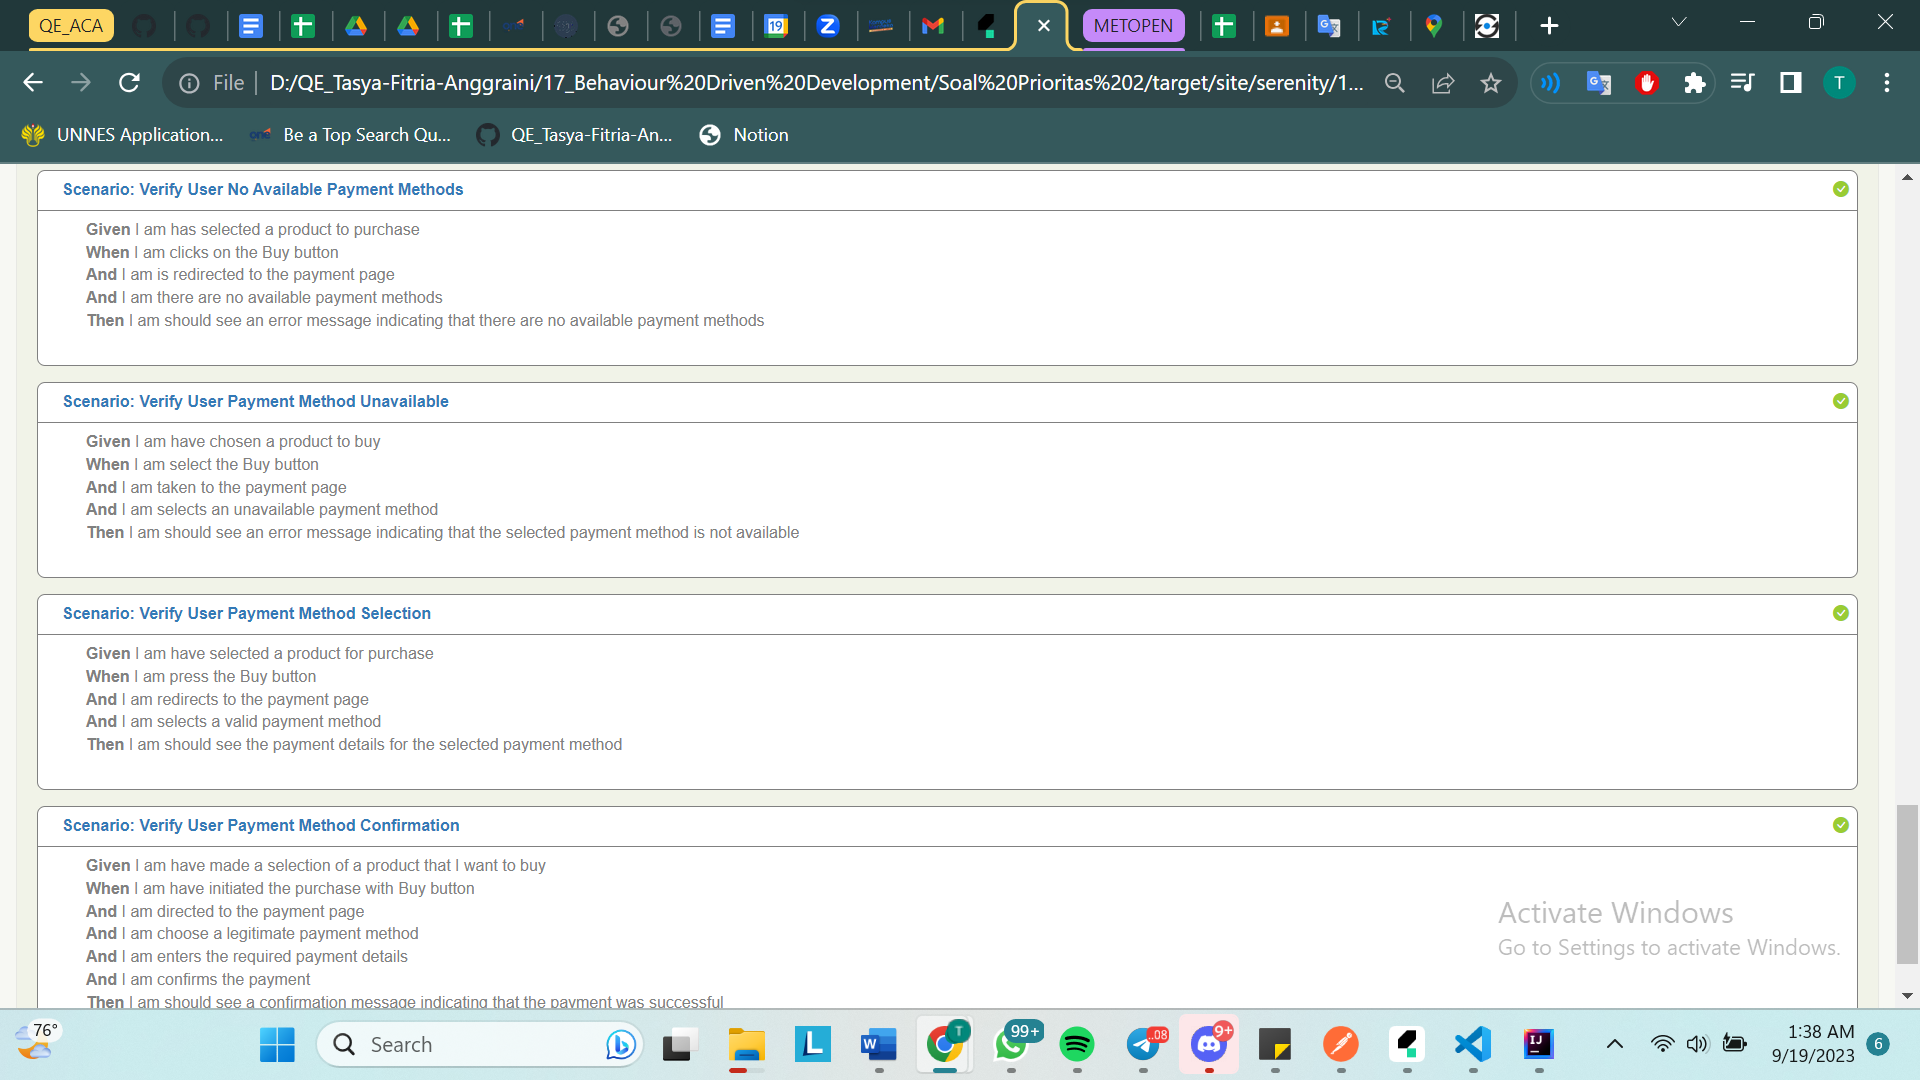 QE_ACA
19
METOPEN
File
D:/QE_Tasya-Fitria-Anggraini/17_Behaviour%20Driven%20Development/Soal%20Prioritas%202/target/site/serenity/1...
T
UNNES Application...
one
Be a Top Search Qu...
QE_Tasya-Fitria-An...
Notion
Scenario: Verify User No Available Payment Methods
Given I am has selected a product to purchase
When I am clicks on the Buy button
And I am is redirected to the payment page
And I am there are no available payment methods
Then I am should see an error message indicating that there are no available payment methods
Scenario: Verify User Payment Method Unavailable
Given I am have chosen a product to buy
When I am select the Buy button
And I am taken to the payment page
And I am selects an unavailable payment method
Then I am should see an error message indicating that the selected payment method is not available
Scenario: Verify User Payment Method Selection
Given I am have selected a product for purchase
When I am press the Buy button
And I am redirects to the payment page
And I am selects a valid payment method
Then I am should see the payment details for the selected payment method
Scenario: Verify User Payment Method Confirmation
Given I am have made a selection of a product that I want to buy
When I am have initiated the purchase with Buy button
And I am directed to the payment page
And I am choose a legitimate payment method
And I am enters the required payment details
And I am confirms the payment
Then I am should see a confirmation message indicating that the payment was successful
Activate Windows
Go to Settings to activate Windows.
76°
Search
L
W
T
99+
..08
9+
IJ
1:38 AM
9/19/2023
6